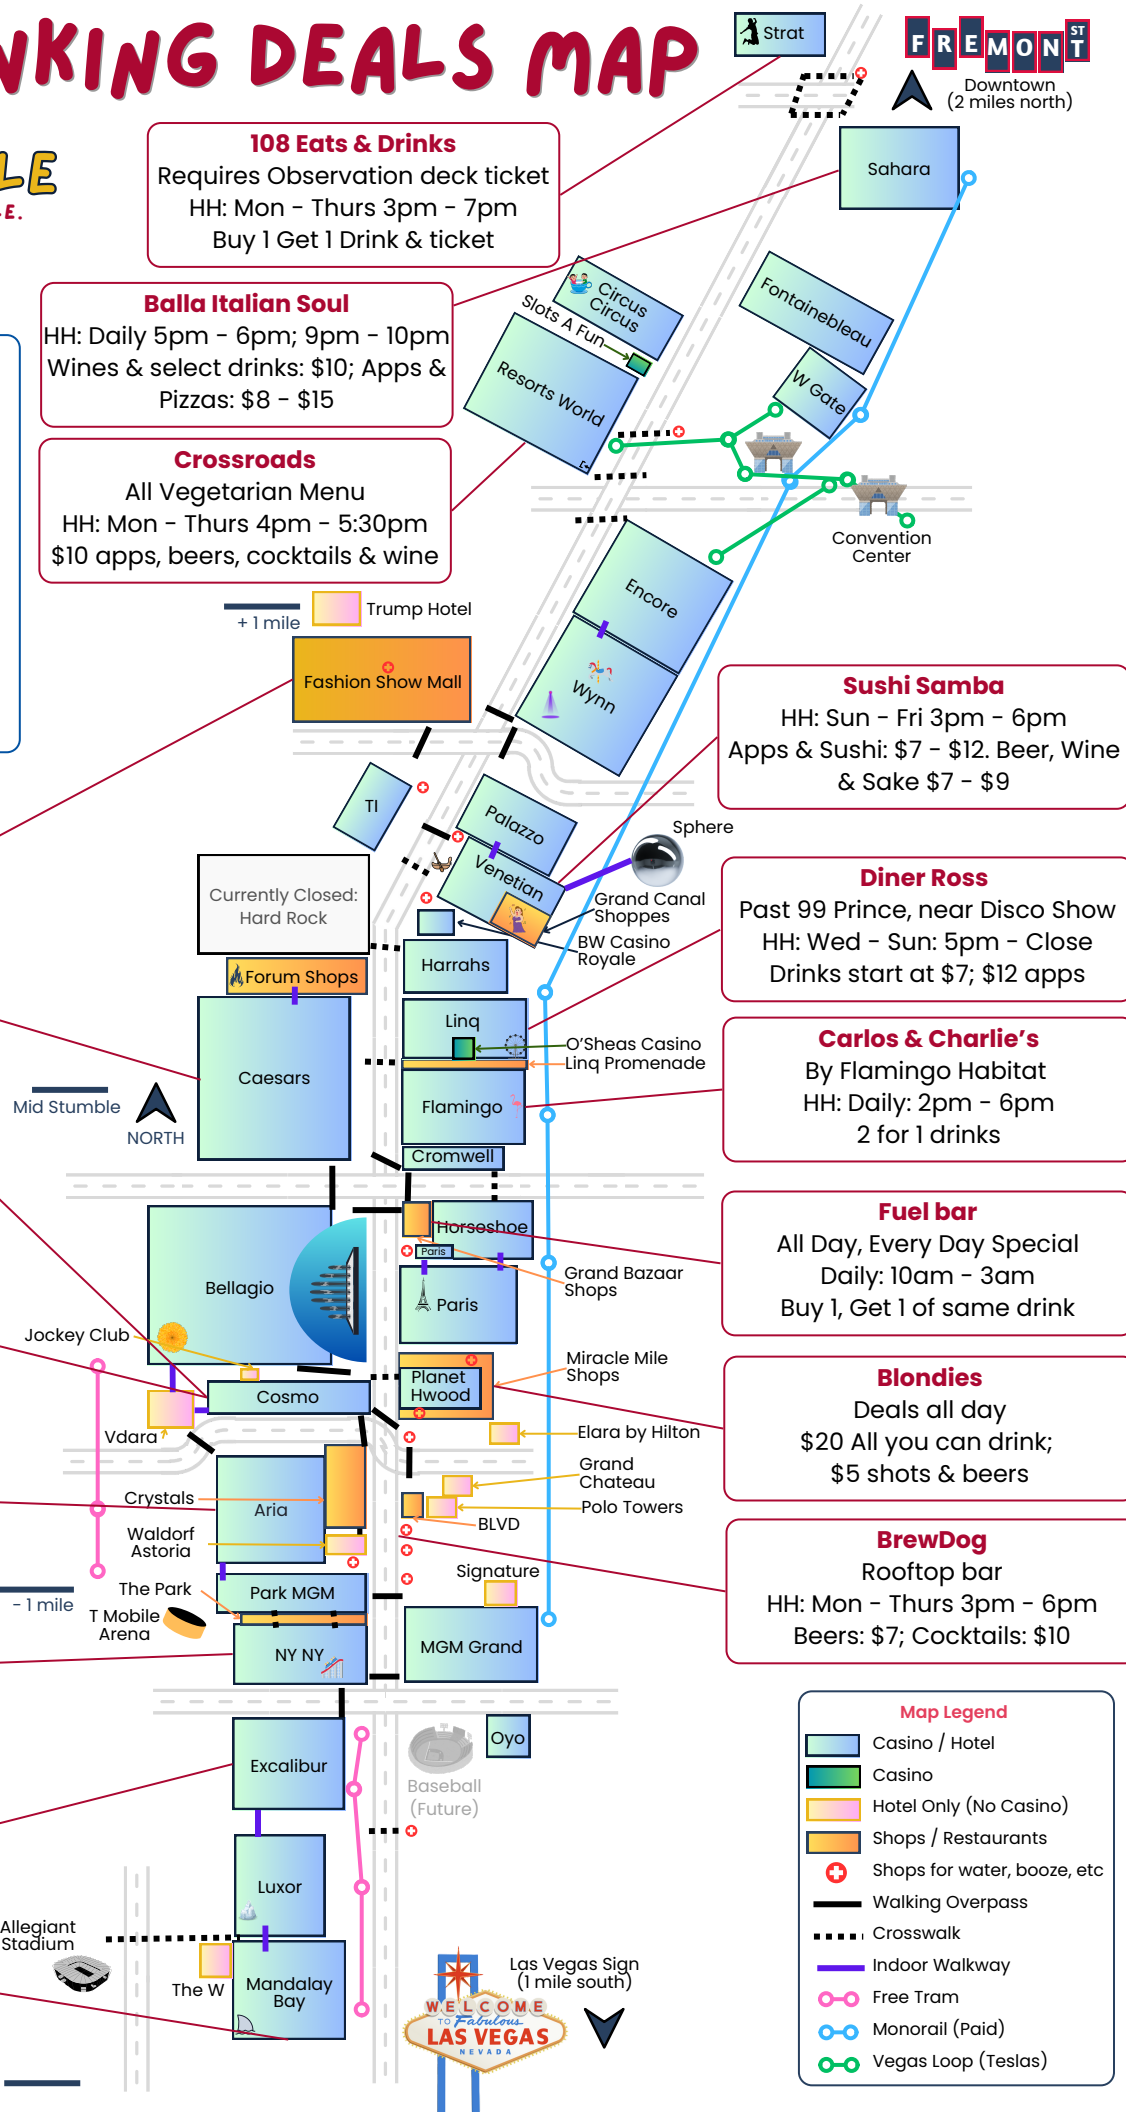 NKING DEALS MAP
LE
E.
Strat
FREMONT ST
Downtown
(2 miles north)
108 Eats & Drinks
Requires Observation deck ticket
HH: Mon - Thurs 3pm - 7pm
Buy 1 Get 1 Drink & ticket
Sahara
Balla Italian Soul
HH: Daily 5pm - 6pm; 9pm - 10pm
Wines & select drinks: $10; Apps &
Pizzas: $8 - $15
Circus
Circus
Slots A Fun
Fontainebleau
Resorts World
W Gate
Crossroads
All Vegetarian Menu
HH: Mon - Thurs 4pm - 5:30pm
$10 apps, beers, cocktails & wine
Convention
Center
Encore
Trump Hotel
+ 1 mile
Fashion Show Mall
Wynn
Sushi Samba
HH: Sun - Fri 3pm - 6pm
Apps & Sushi: $7 - $12. Beer, Wine
& Sake $7 - $9
TI
Palazzo
Sphere
Venetian
Grand Canal
Shoppes
BW Casino
Royale
Currently Closed:
Hard Rock
Diner Ross
Past 99 Prince, near Disco Show
HH: Wed - Sun: 5pm - Close
Drinks start at $7; $12 apps
Harrahs
Forum Shops
Linq
O'Sheas Casino
Linq Promenade
Caesars
Flamingo
Carlos & Charlie's
By Flamingo Habitat
HH: Daily: 2pm - 6pm
2 for 1 drinks
Mid Stumble
NORTH
Cromwell
Horseshoe
Paris
Fuel bar
All Day, Every Day Special
Daily: 10am - 3am
Buy 1, Get 1 of same drink
Grand Bazaar
Shops
Bellagio
Paris
Jockey Club
Miracle Mile
Shops
Planet
Hwood
Blondies
Deals all day
$20 All you can drink;
$5 shots & beers
Cosmo
Vdara
Elara by Hilton
Grand
Chateau
Polo Towers
BLVD
Crystals
Aria
Waldorf
Astoria
BrewDog
Rooftop bar
HH: Mon - Thurs 3pm - 6pm
Beers: $7; Cocktails: $10
Signature
- 1 mile
The Park
Park MGM
T Mobile
Arena
NY NY
MGM Grand
Excalibur
Oyo
Baseball
(Future)
Luxor
Allegiant
Stadium
The W
Mandalay
Bay
Las Vegas Sign
(1 mile south)
WELCOME
TO Fabulous
LAS VEGAS
NEVADA
Map Legend
Casino / Hotel
Casino
Hotel Only (No Casino)
Shops / Restaurants
Shops for water, booze, etc
Walking Overpass
Crosswalk
Indoor Walkway
Free Tram
Monorail (Paid)
Vegas Loop (Teslas)